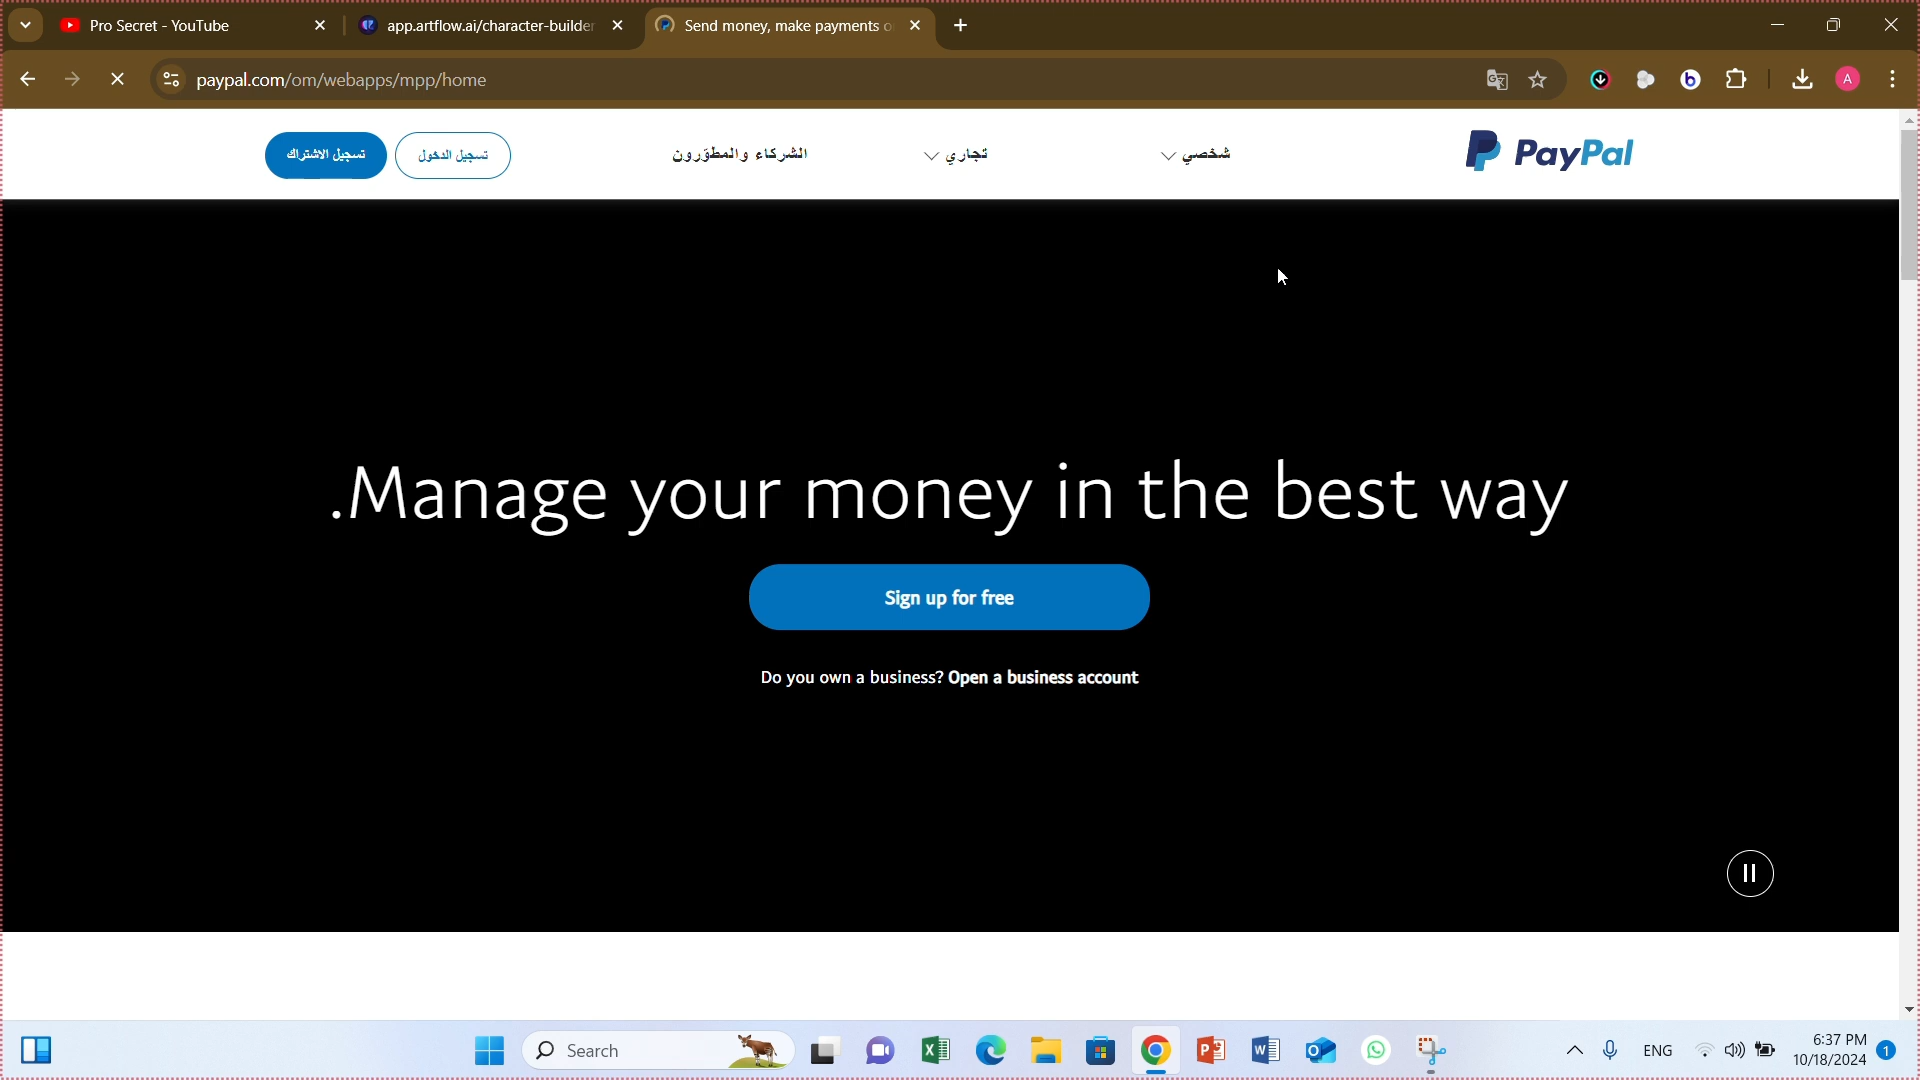 Pro Secret - YouTube
app.artflow.ai/character-builder
Send money, make payments o
paypal.com/om/webapps/mpp/home
A
PayPal
شخصي
تجاري
الشركاء والمطوّرون
تسجيل الدخول
تسجيل الاشتراك
.Manage your money in the best way
Sign up for free
Do you own a business? Open a business account
Search
ENG
6:37 PM
10/18/2024
1